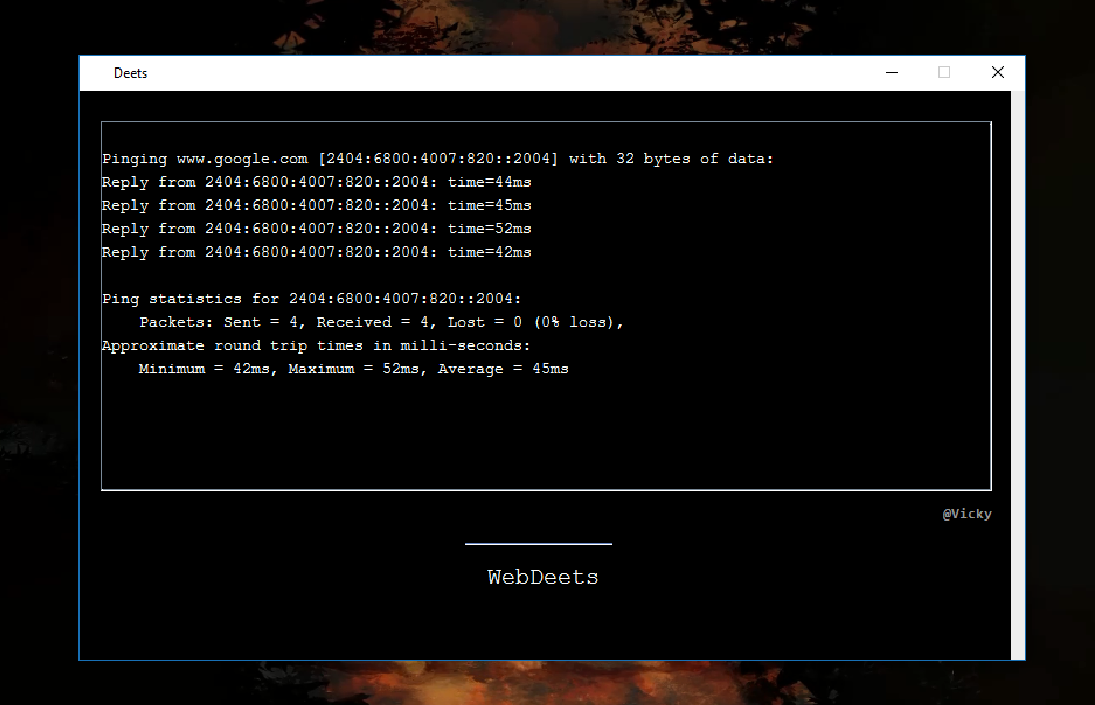 Deets
Pinging www.google.com [2404:6800:4007:820::2004] with 32 bytes of data:
Reply from 2404:6800:4007:820::2004: time=44ms
Reply from 2404:6800:4007:820::2004: time=45ms
Reply from 2404:6800:4007:820::2004: time=52ms
Reply from 2404:6800:4007:820::2004: time=42ms
Ping statistics for 2404:6800:4007:820::2004:
Packets: Sent = 4, Received = 4, Lost = 0 (0% loss),
Approximate round trip times in milli-seconds:
Minimum = 42ms, Maximum = 52ms, Average = 45ms
@Vicky
WebDeets